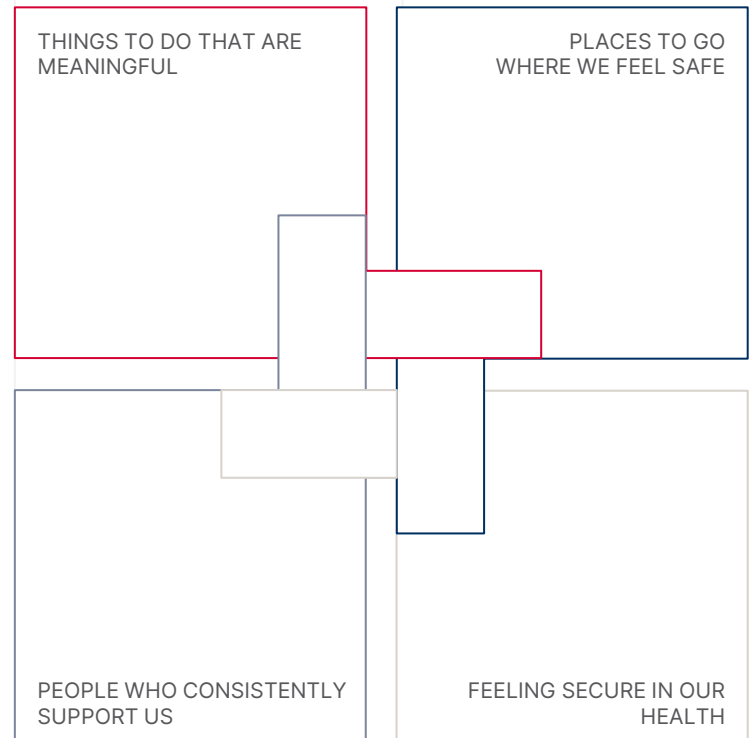 THINGS TO DO THAT ARE
MEANINGFUL
PLACES TO GO
WHERE WE FEEL SAFE
PEOPLE WHO CONSISTENTLY
SUPPORT US
FEELING SECURE IN OUR
HEALTH